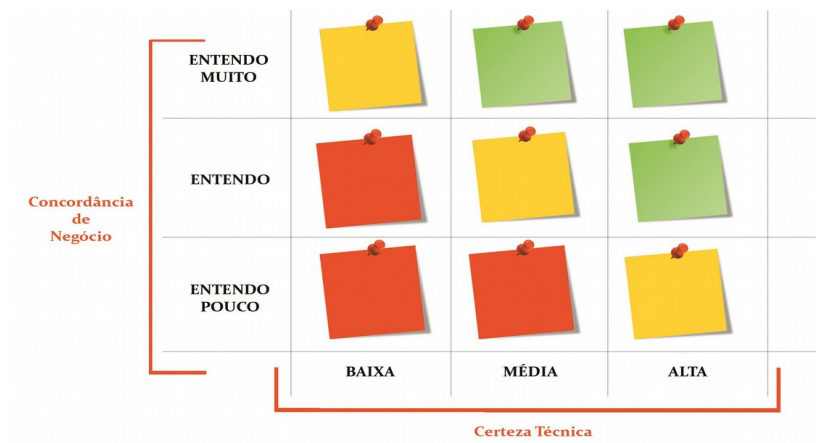 ENTENDO
MUITO
ENTENDO
Concordância
de
Negócio
ENTENDO
POUCO
BAIXA
MÉDIA
ALTA
Certeza Técnica